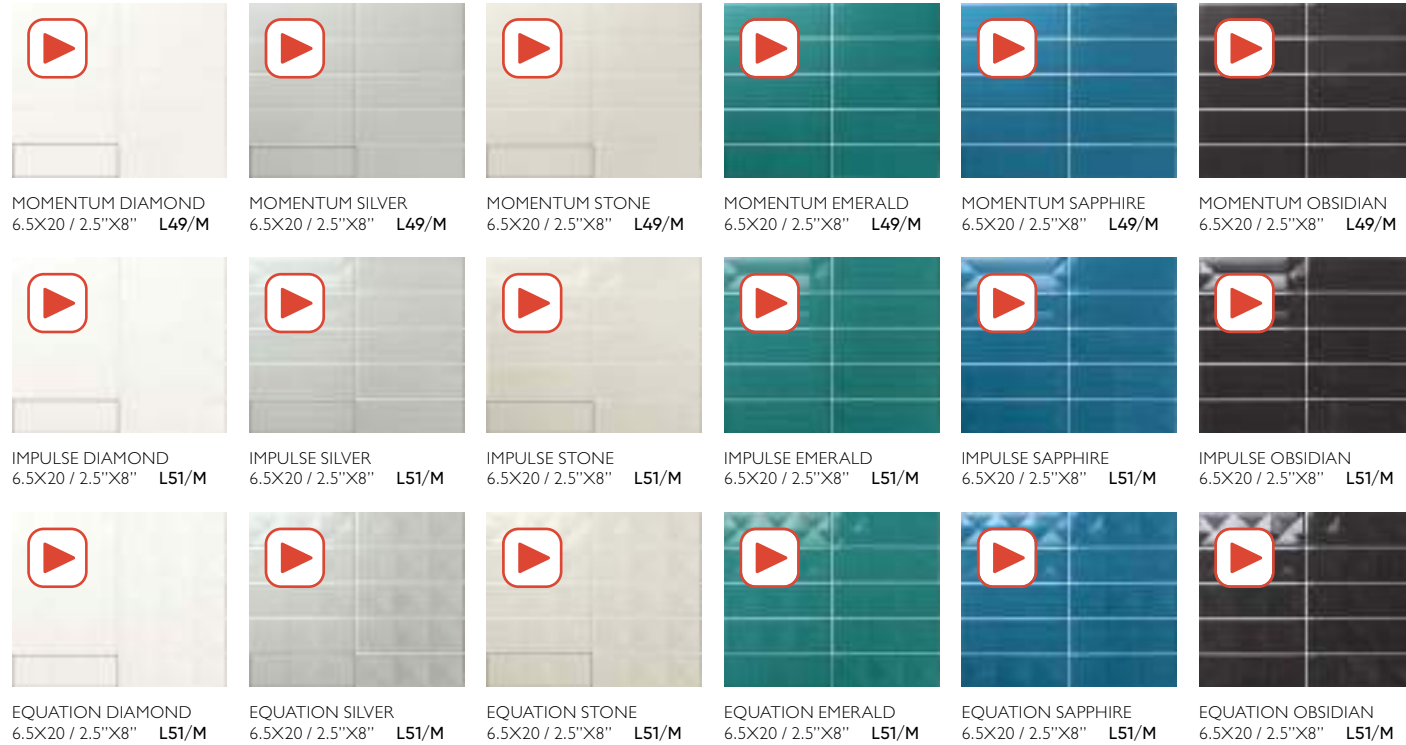 MOMENTUM DIAMOND
6.5X20 / 2.5”X8” L49/M
MOMENTUM SILVER
6.5X20 / 2.5”X8” L49/M
MOMENTUM STONE
6.5X20 / 2.5”X8” L49/M
MOMENTUM EMERALD
6.5X20 / 2.5”X8” L49/M
MOMENTUM SAPPHIRE
6.5X20 / 2.5”X8” L49/M
MOMENTUM OBSIDIAN
6.5X20 / 2.5”X8” L49/M
IMPULSE DIAMOND
6.5X20 / 2.5”X8” L51/M
IMPULSE SILVER
6.5X20 / 2.5”X8” L51/M
IMPULSE STONE
6.5X20 / 2.5”X8” L51/M
IMPULSE EMERALD
6.5X20 / 2.5”X8” L51/M
IMPULSE SAPPHIRE
6.5X20 / 2.5”X8” L51/M
IMPULSE OBSIDIAN
6.5X20 / 2.5”X8” L51/M
EQUATION DIAMOND
6.5X20 / 2.5”X8” L51/M
EQUATION SILVER
6.5X20 / 2.5”X8” L51/M
EQUATION STONE
6.5X20 / 2.5”X8” L51/M
EQUATION EMERALD
6.5X20 / 2.5”X8” L51/M
EQUATION SAPPHIRE
6.5X20 / 2.5”X8” L51/M
EQUATION OBSIDIAN
6.5X20 / 2.5”X8” L51/M